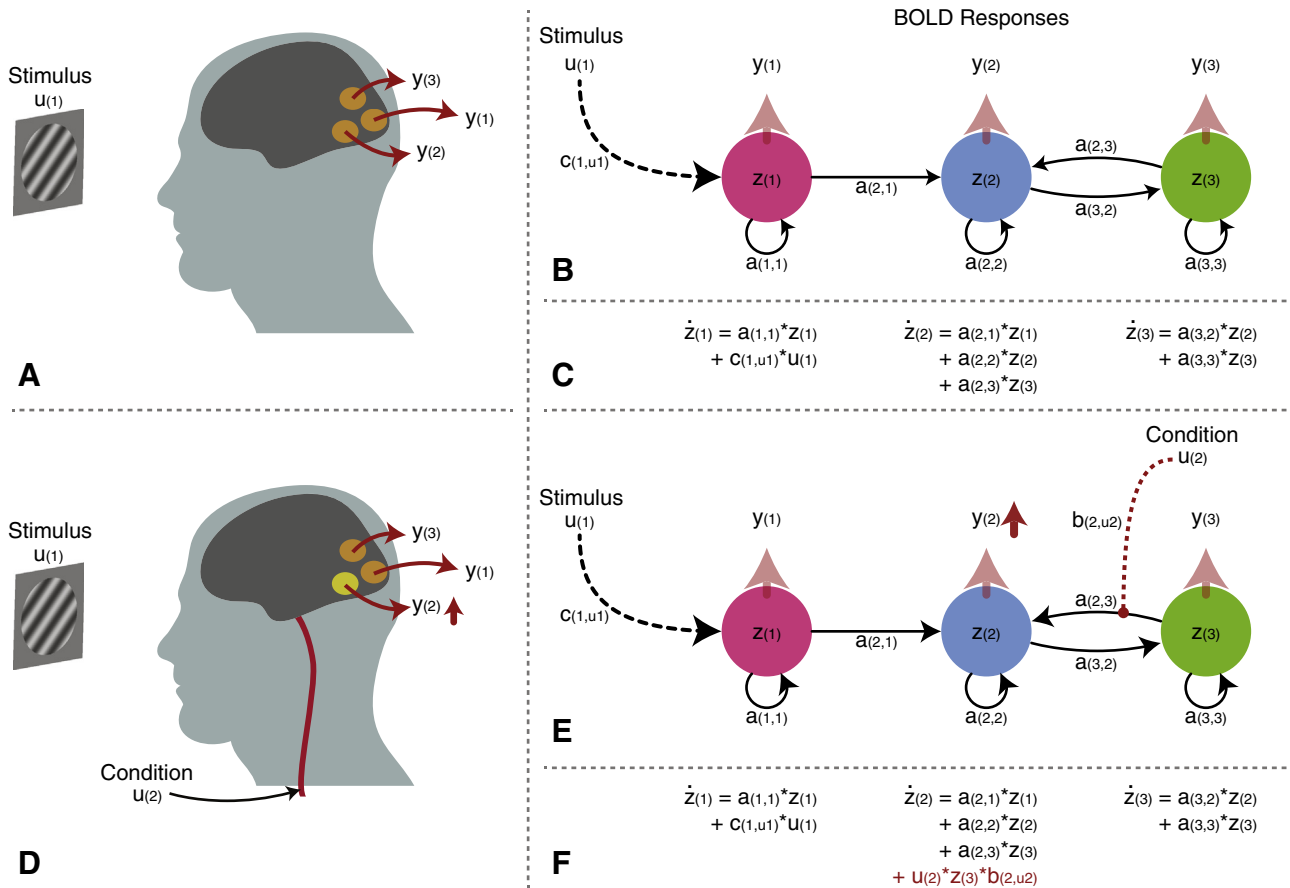 Stimulus
u(1)
y(3)
y(1)
y(2)
A
BOLD Responses
Stimulus
u(1)
y(1)
y(2)
y(3)
c(1,u1)
z(1)
a(2,1)
z(2)
a(2,3)
a(3,2)
z(3)
a(1,1)
a(2,2)
a(3,3)
B
ż(1) = a(1,1)*z(1)
+ c(1,u1)*u(1)
ż(2) = a(2,1)*z(1)
+ a(2,2)*z(2)
+ a(2,3)*z(3)
ż(3) = a(3,2)*z(2)
+ a(3,3)*z(3)
C
Stimulus
u(1)
y(3)
y(1)
y(2)
Condition
u(2)
D
Condition
u(2)
Stimulus
u(1)
y(1)
y(2)
b(2,u2)
y(3)
c(1,u1)
z(1)
a(2,1)
z(2)
a(2,3)
a(3,2)
z(3)
a(1,1)
a(2,2)
a(3,3)
E
ż(1) = a(1,1)*z(1)
+ c(1,u1)*u(1)
ż(2) = a(2,1)*z(1)
+ a(2,2)*z(2)
+ a(2,3)*z(3)
+ u(2)*z(3)*b(2,u2)
ż(3) = a(3,2)*z(2)
+ a(3,3)*z(3)
F